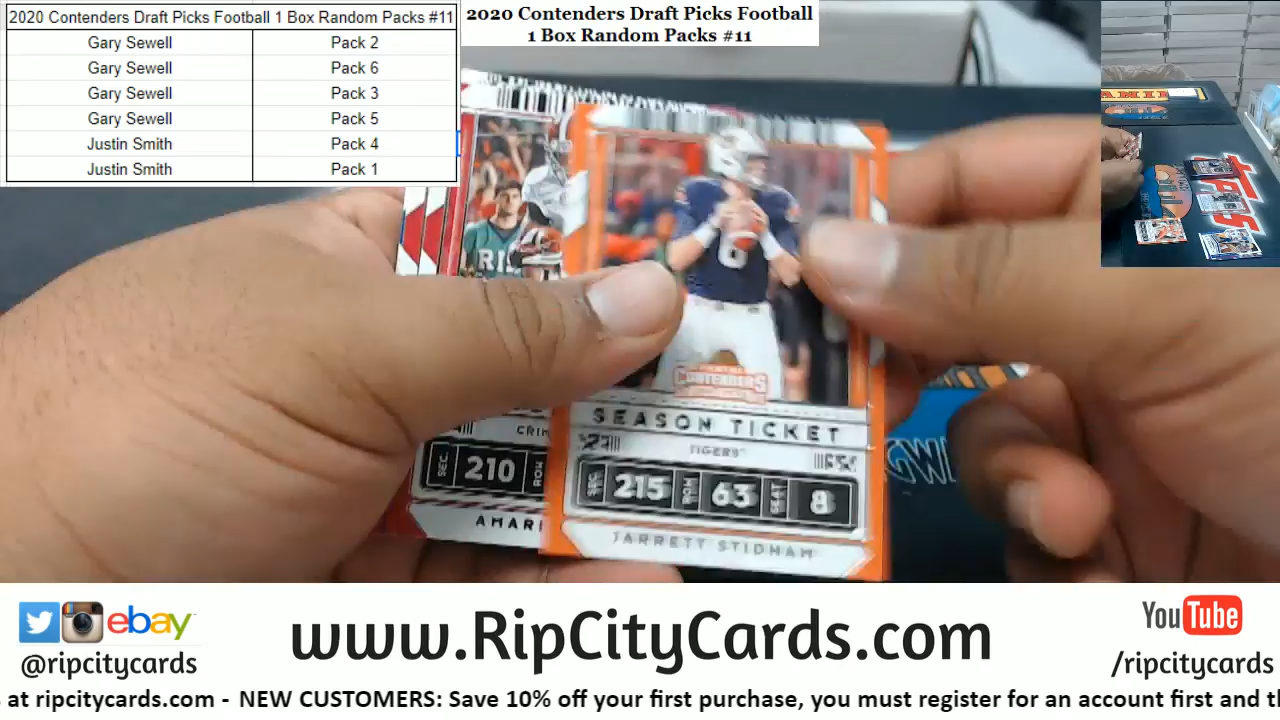 2020 Contenders Draft Picks Football 1 Box Random Packs #11
Gary Sewell Pack 2
Gary Sewell Pack 6
Gary Sewell Pack 3
Gary Sewell Pack 5
Justin Smith Pack 4
Justin Smith Pack 1
2020 Contenders Draft Picks Football
1 Box Random Packs #11
CONTENDERS
SEASON TICKET
TIGERS
SEC. 215 ROW 63 SEAT 8
JARRETT STIDHAM
CRIM
SEC. 210 ROW
AMARI
ebay
@ripcitycards
www.RipCityCards.com
YouTube
/ripcitycards
s at ripcitycards.com - NEW CUSTOMERS: Save 10% off your first purchase, you must register for an account first and th